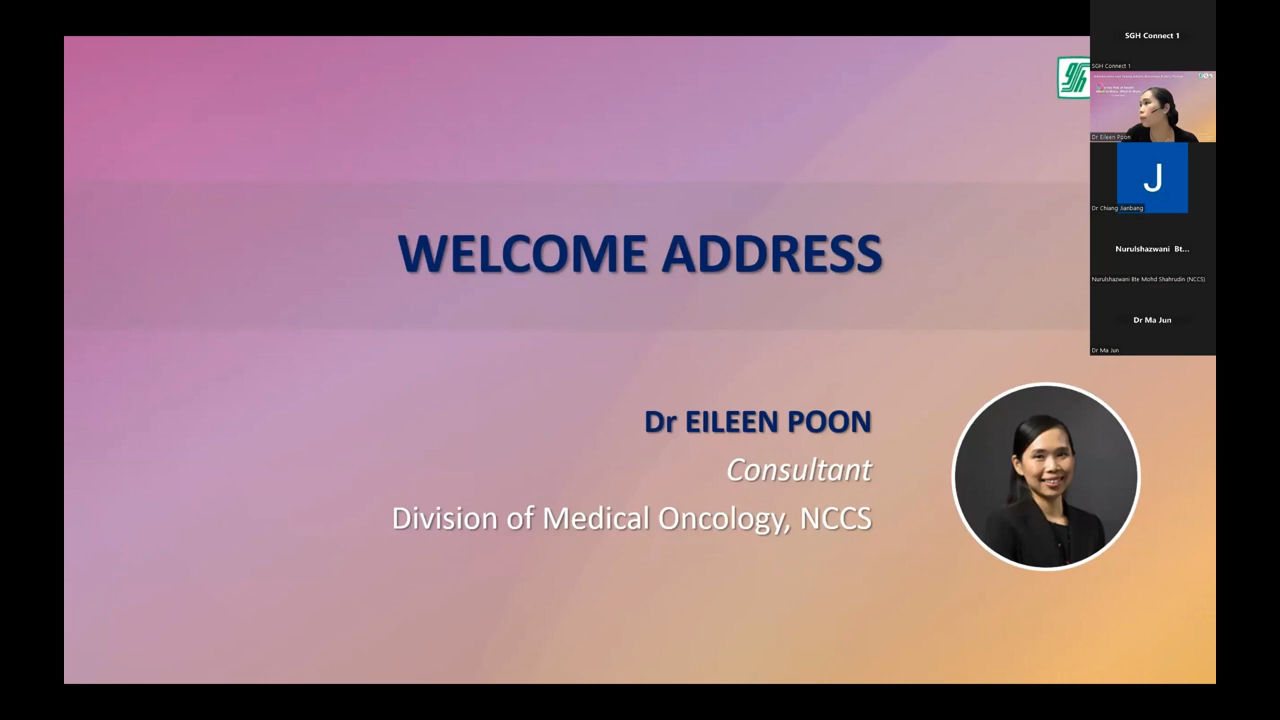 WELCOME ADDRESS
Dr EILEEN POON
Consultant
Division of Medical Oncology, NCCS
SGH Connect 1
SGH Connect 1
Dr Eileen Poon
J
Dr Chiang Jianbang
Nurulshazwani Bt...
Nurulshazwani Bte Mohd Shahrudin (NCCS)
Dr Ma Jun
Dr Ma Jun